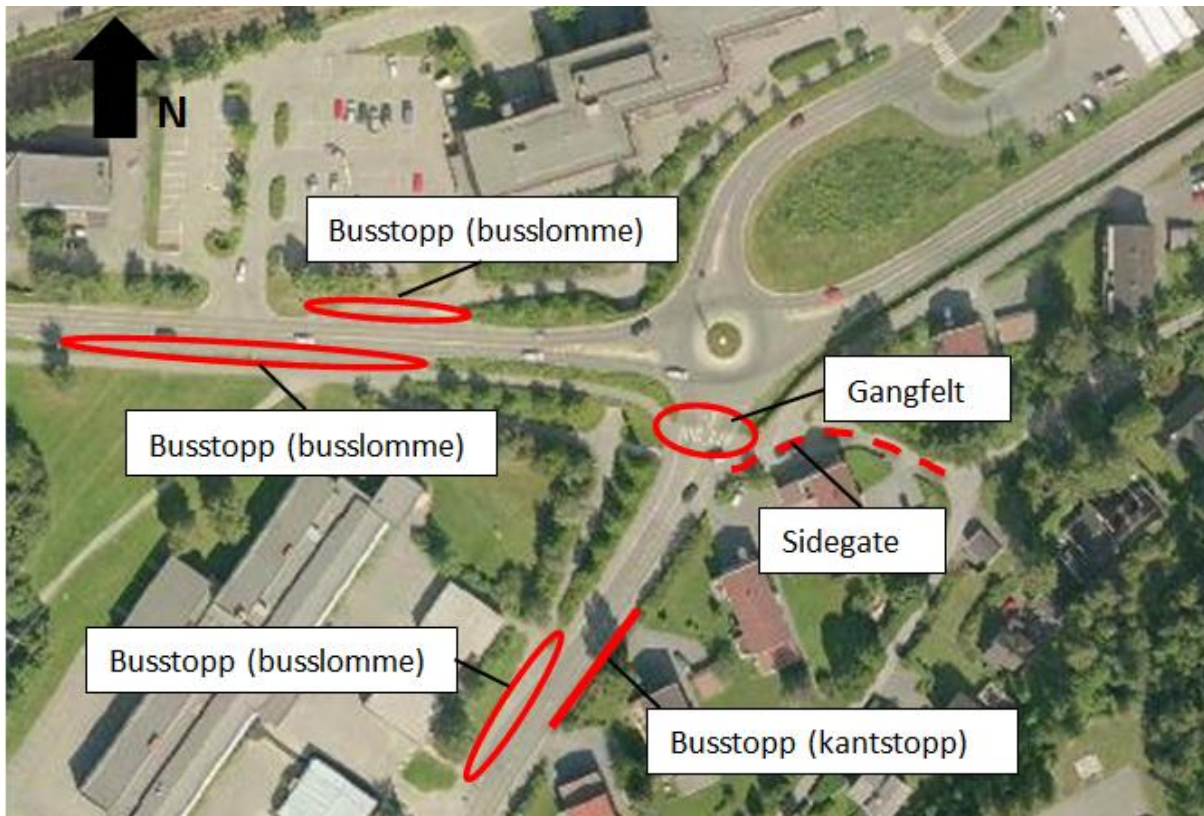 N
Busstopp (busslomme)
Gangfelt
Busstopp (busslomme)
Sidegate
Busstopp (busslomme)
Busstopp (kantstopp)